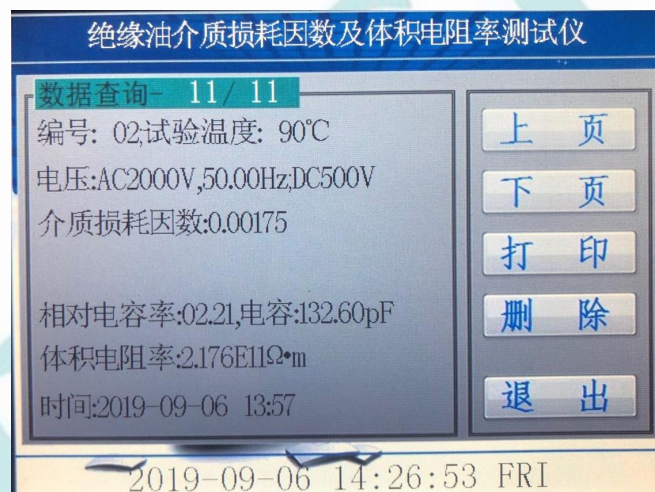 绝缘油介质损耗因数及体积电阻率测试仪
数据查询- 11/ 11
编号: 02;试验温度: 90℃
电压:AC2000V,50.00Hz;DC500V
介质损耗因数:0.00175
相对电容率:02.21,电容:132.60pF
体积电阻率:2.176E11Ω•m
时间:2019-09-06 13:57
上 页
下 页
打 印
删 除
退 出
2019-09-06 14:26:53 FRI